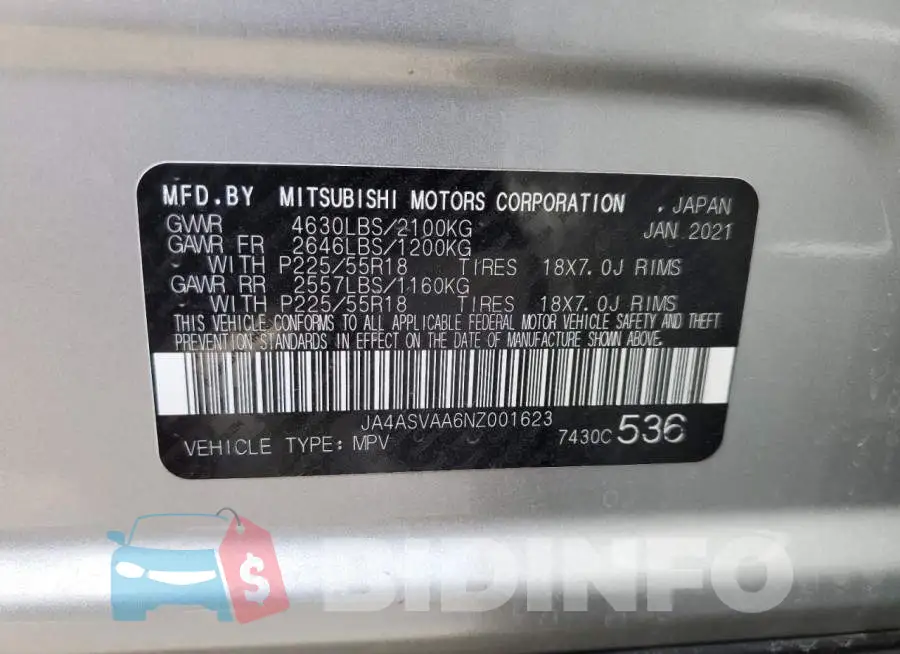 MFD.BY MITSUBISHI MOTORS CORPORATION . JAPAN
GVWR 4630LBS/2100KG JAN 2021
GAWR FR 2646LBS/1200KG
WITH P225/55R18 TIRES 18X7.0J RIMS
GAWR RR 2557LBS/1160KG
WITH P225/55R18 TIRES 18X7.0J RIMS
THIS VEHICLE CONFORMS TO ALL APPLICABLE FEDERAL MOTOR VEHICLE SAFETY AND THEFT
PREVENTION STANDARDS IN EFFECT ON THE DATE OF MANUFACTURE SHOWN ABOVE.
JA4ASVAA6NZ001623
VEHICLE TYPE: MPV 7430C 536
$ BIDINFO